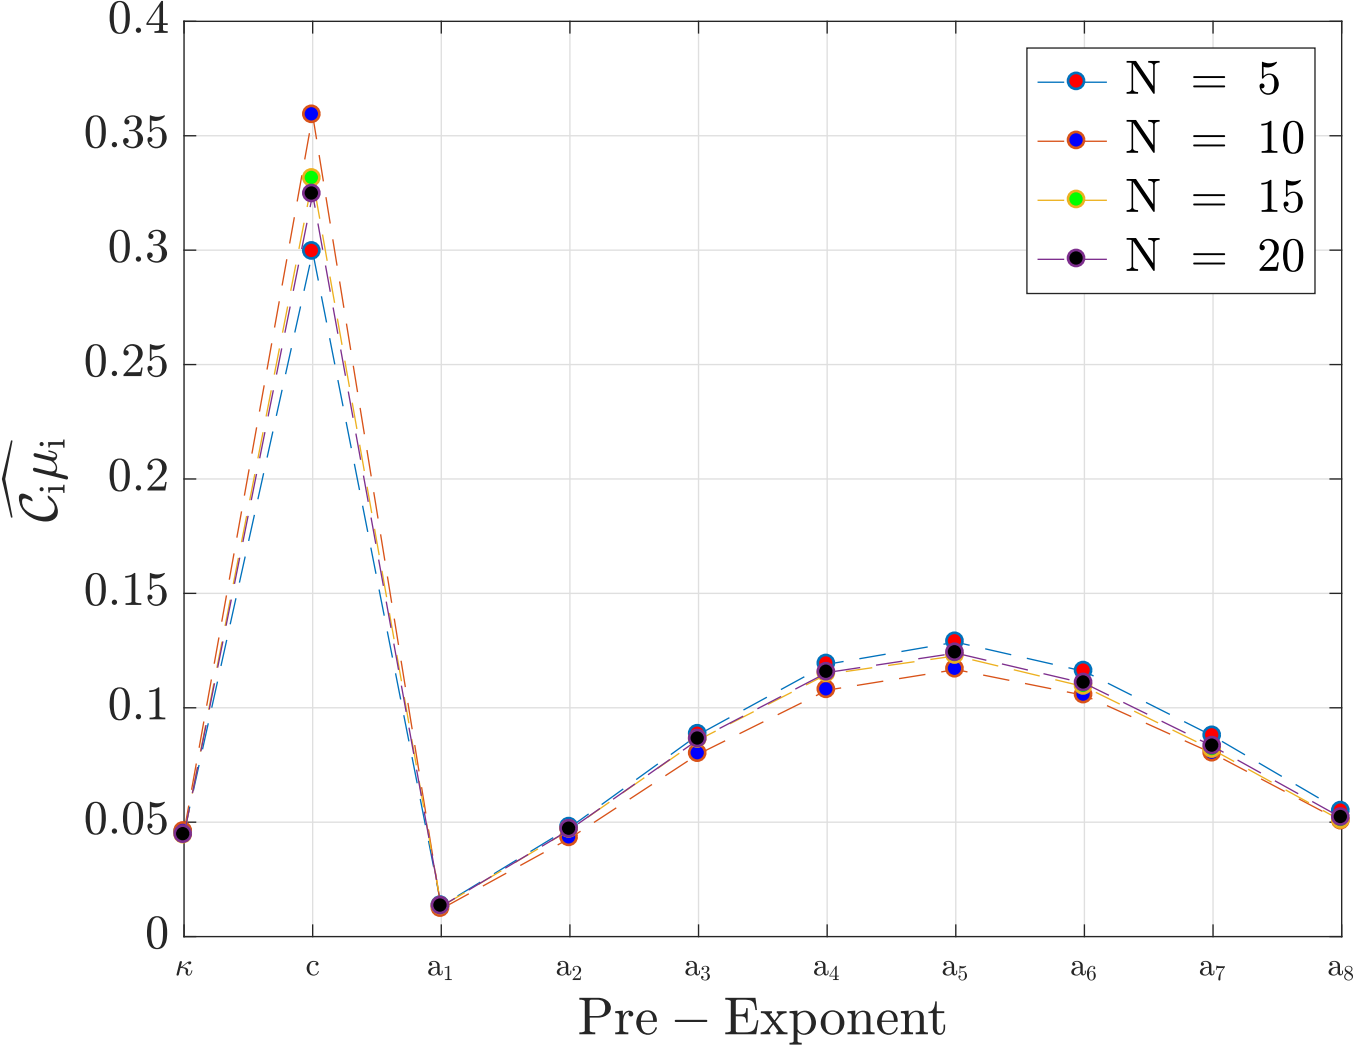 0.4
0.35
0.3
0.25
0.2
0.15
0.1
0.05
0
κ c a₁ a₂ a₃ a₄ a₅ a₆ a₇ a₈
Pre − Exponent
𝒞̂ᵢμᵢ
N = 5
N = 10
N = 15
N = 20